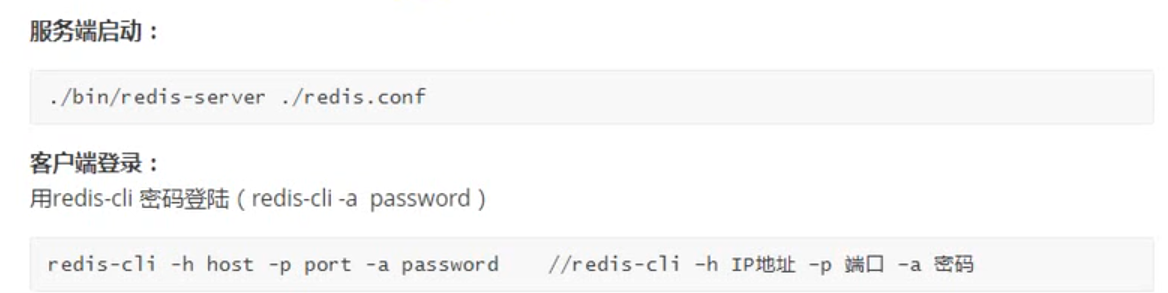 服务端启动：
./bin/redis-server ./redis.conf
客户端登录：
用redis-cli 密码登陆（redis-cli -a  password）
redis-cli -h host -p port -a password    //redis-cli -h IP地址 -p 端口 -a 密码